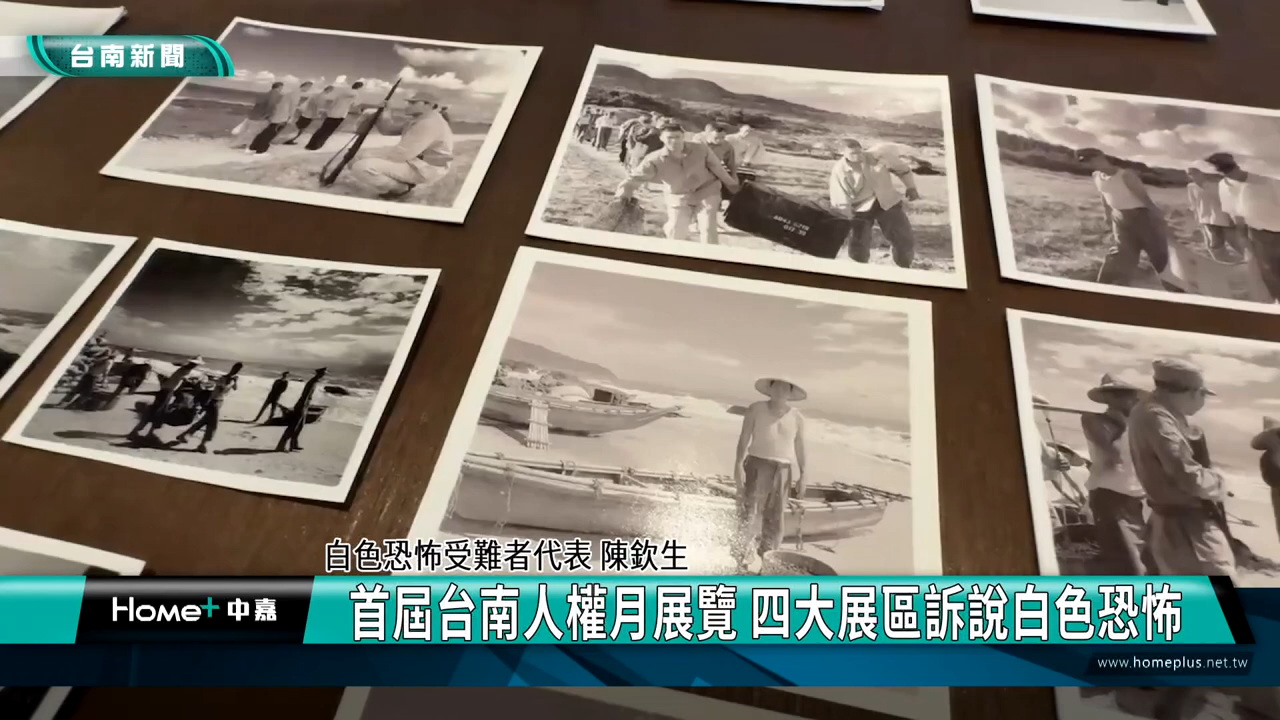 台南新聞
白色恐怖受難者代表 陳欽生
Home+中嘉
首屆台南人權月展覽 四大展區訴說白色恐怖
www.homeplus.net.tw